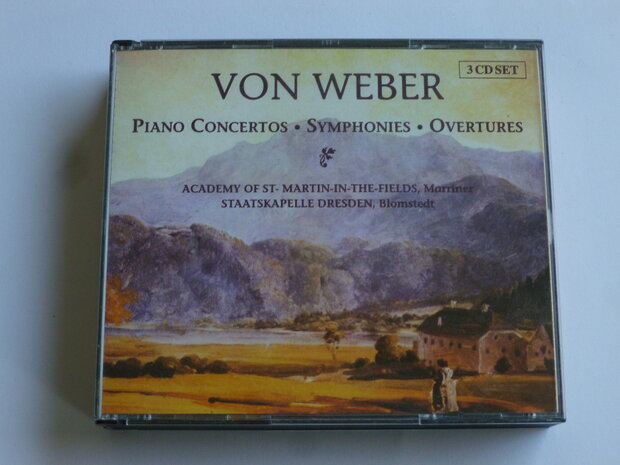 3 CD SET
VON WEBER
PIANO CONCERTOS • SYMPHONIES • OVERTURES
ACADEMY OF ST- MARTIN-IN-THE-FIELDS, Marriner
STAATSKAPELLE DRESDEN, Blomstedt